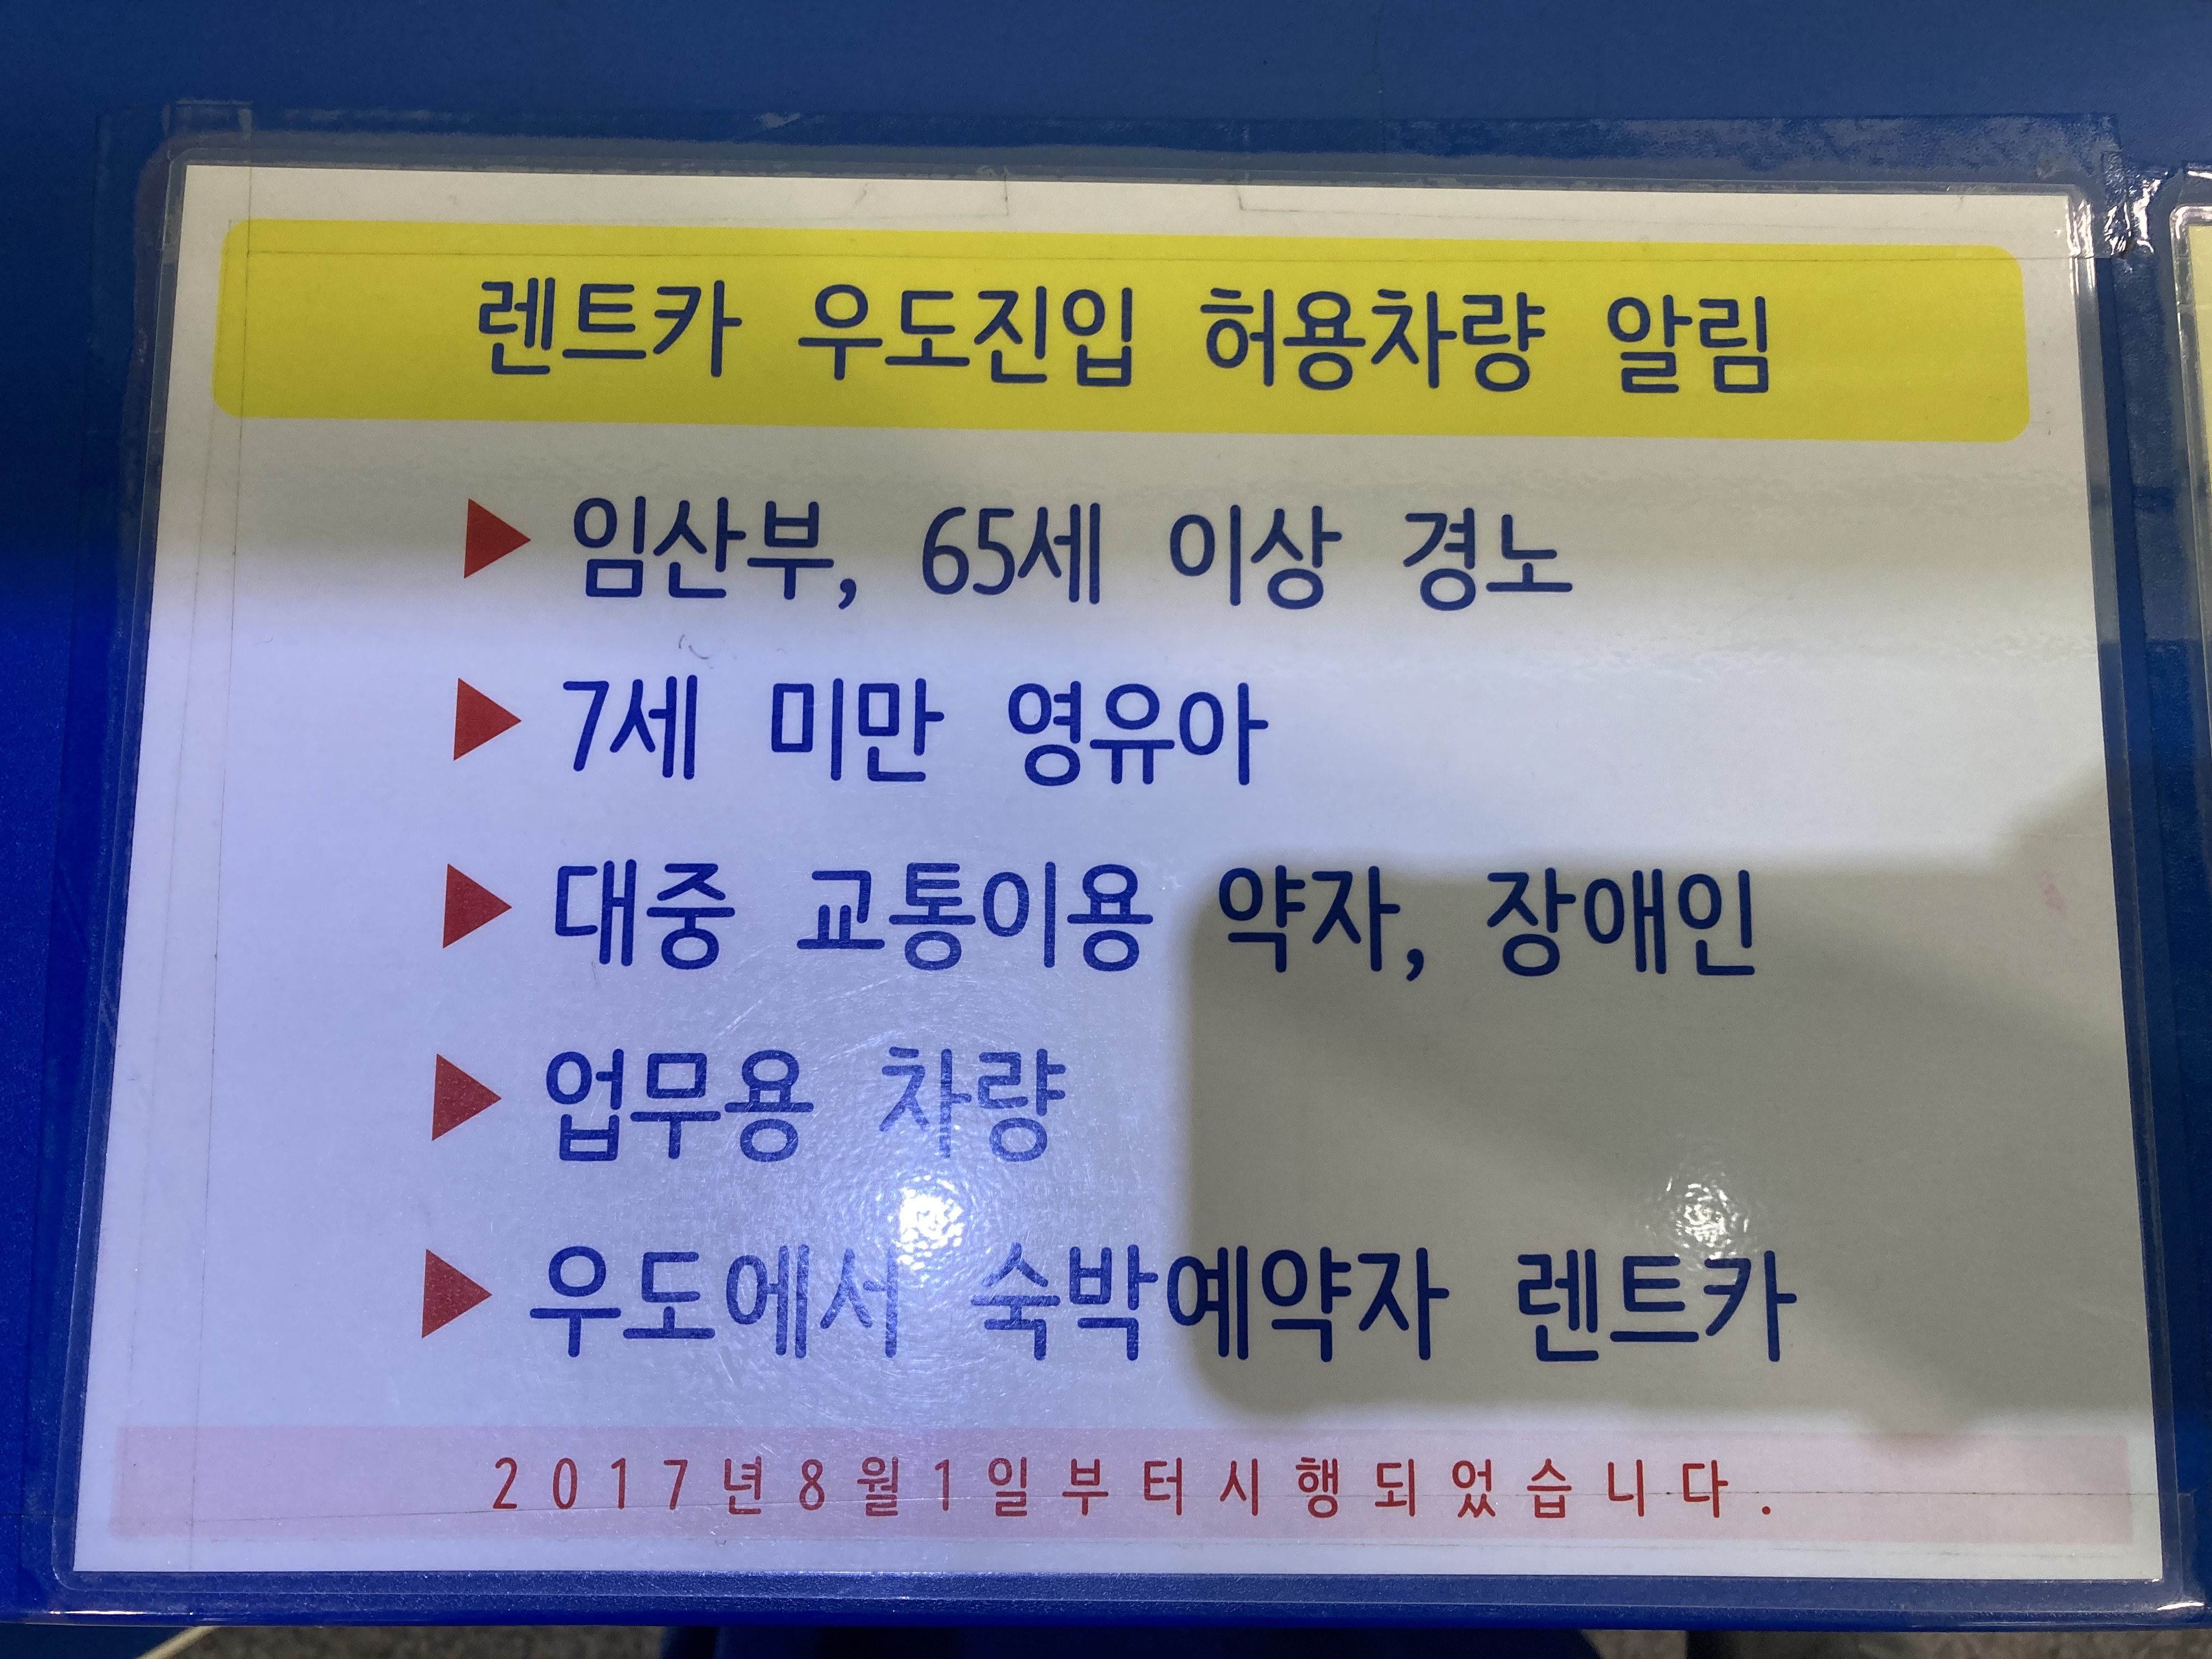 렌트카 우도진입 허용차량 알림
▶ 임산부, 65세 이상 경노
▶ 7세 미만 영유아
▶ 대중 교통이용 약자, 장애인
▶ 업무용 차량
▶ 우도에서 숙박예약자 렌트카
2017년8월1일부터시행되었습니다.